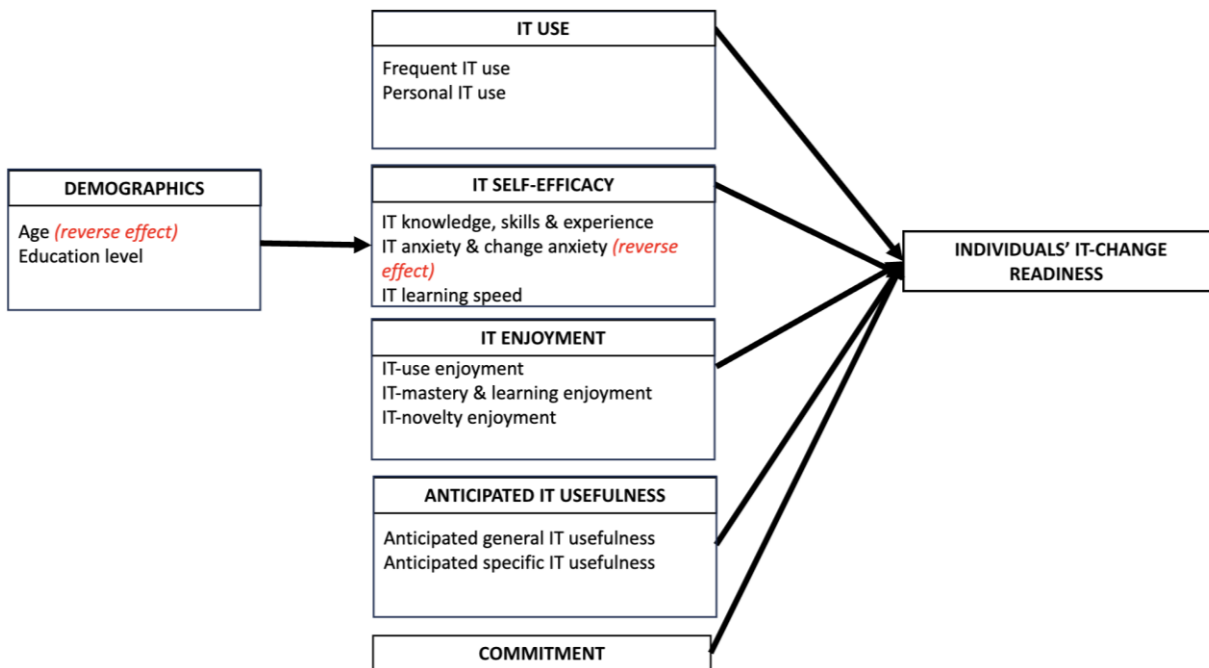 IT USE
Frequent IT use
Personal IT use
DEMOGRAPHICS
Age (reverse effect)
Education level
IT SELF-EFFICACY
IT knowledge, skills & experience
IT anxiety & change anxiety (reverse
effect)
IT learning speed
IT ENJOYMENT
IT-use enjoyment
IT-mastery & learning enjoyment
IT-novelty enjoyment
ANTICIPATED IT USEFULNESS
Anticipated general IT usefulness
Anticipated specific IT usefulness
COMMITMENT
INDIVIDUALS’ IT-CHANGE
READINESS